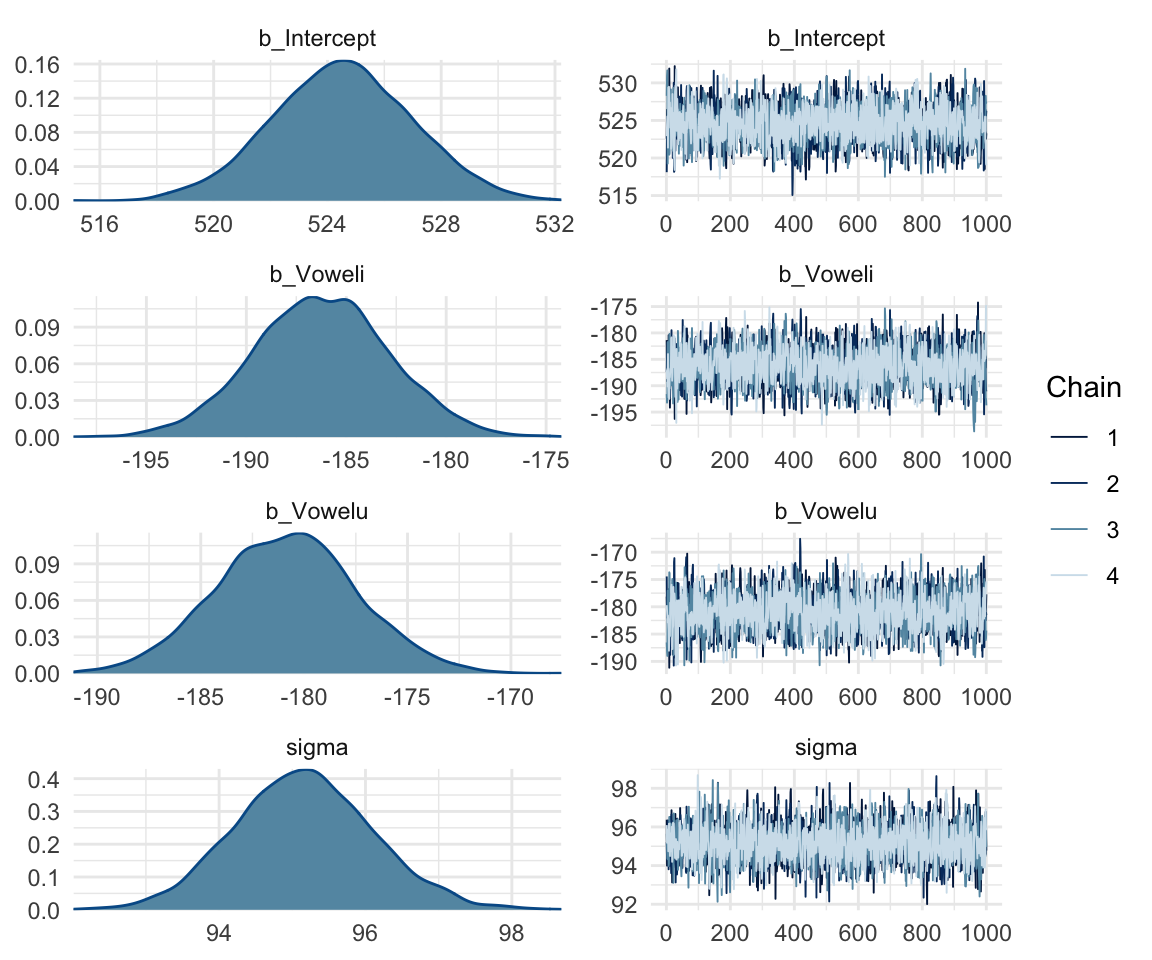 b_Intercept
0.16
0.12
0.08
0.04
0.00
516 520 524 528 532
b_Intercept
530
525
520
515
0 200 400 600 800 1000
b_Voweli
0.09
0.06
0.03
0.00
-195 -190 -185 -180 -175
b_Voweli
-175
-180
-185
-190
-195
0 200 400 600 800 1000
b_Vowelu
0.09
0.06
0.03
0.00
-190 -185 -180 -175 -170
b_Vowelu
-170
-175
-180
-185
-190
0 200 400 600 800 1000
sigma
0.4
0.3
0.2
0.1
0.0
94 96 98
sigma
98
96
94
92
0 200 400 600 800 1000
Chain
1
2
3
4